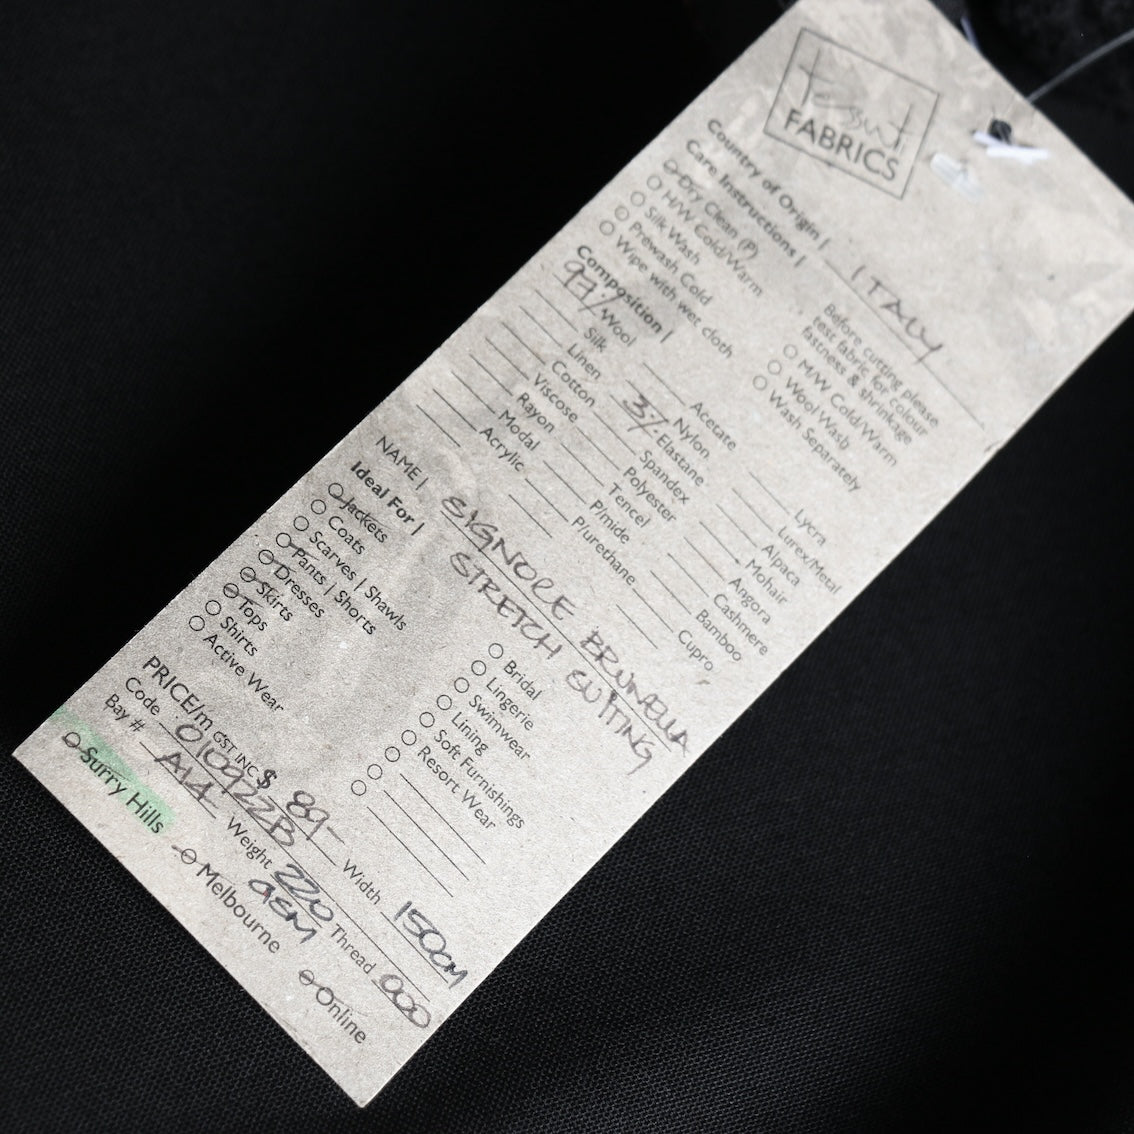 tessuti
FABRICS
Country of Origin | ITALY
Care Instructions |
Dry Clean (P)
H/W Cold/Warm
Silk Wash
Prewash Cold
Wipe with wet cloth
Before cutting please
test fabric for colour
fastness & shrinkage
M/W Cold/Warm
Wool Wash
Wash Separately
Composition |
97% Wool
Silk
Linen
Cotton
Viscose
Rayon
Modal
Acrylic
Acetate
Nylon
3% Elastane
Spandex
Polyester
Tencel
P/mide
P/urethane
Lycra
Lurex/Metal
Alpaca
Mohair
Angora
Cashmere
Bamboo
Cupro
NAME | SIGNORE BRUNELLA
STRETCH SUITING
Ideal For |
Jackets
Coats
Scarves | Shawls
Pants | Shorts
Dresses
Skirts
Tops
Shirts
Active Wear
Bridal
Lingerie
Swimwear
Lining
Soft Furnishings
Resort Wear
PRICE/m GST INC $ 89- Width 150CM
Code 010922B Weight 220 GSM Thread 000
Bay # A14
Surry Hills
Melbourne
Online